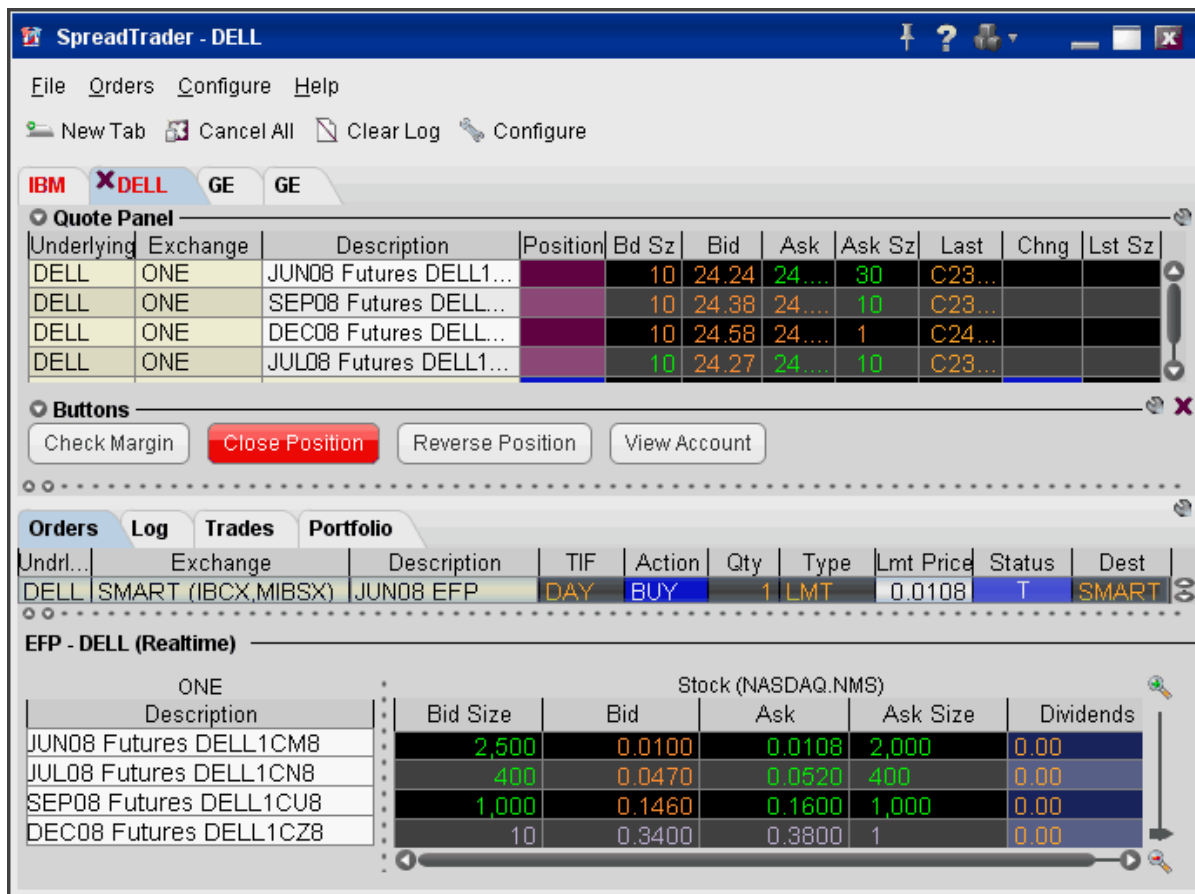 SpreadTrader - DELL
File Orders Configure Help
New Tab Cancel All Clear Log Configure
IBM DELL GE GE
Quote Panel
Underlying Exchange Description Position Bd Sz Bid Ask Ask Sz Last Chng Lst Sz
DELL ONE JUN08 Futures DELL1... 10 24.24 24.... 30 C23...
DELL ONE SEP08 Futures DELL... 10 24.38 24.... 10 C23...
DELL ONE DEC08 Futures DELL... 10 24.58 24.... 1 C24...
DELL ONE JUL08 Futures DELL1... 10 24.27 24.... 10 C23...
Buttons
Check Margin Close Position Reverse Position View Account
Orders Log Trades Portfolio
Undrl... Exchange Description TIF Action Qty Type Lmt Price Status Dest
DELL SMART (IBCX,MIBSX) JUN08 EFP DAY BUY 1 LMT 0.0108 T SMART
EFP - DELL (Realtime)
ONE Stock (NASDAQ.NMS)
Description Bid Size Bid Ask Ask Size Dividends
JUN08 Futures DELL1CM8 2,500 0.0100 0.0108 2,000 0.00
JUL08 Futures DELL1CN8 400 0.0470 0.0520 400 0.00
SEP08 Futures DELL1CU8 1,000 0.1460 0.1600 1,000 0.00
DEC08 Futures DELL1CZ8 10 0.3400 0.3800 1 0.00